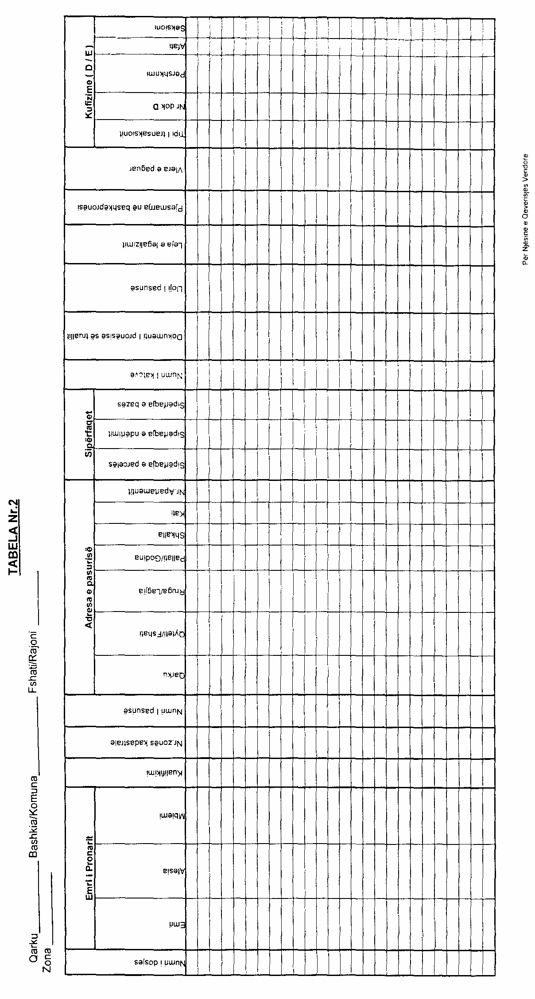 TABELA Nr.2
Qarku Bashkia/Komuna Fshati/Rajoni
Zona
Numri i dosjes
Emri i Pronarit
Emri
Atesia
Mbiemi
Kualifikimi
Nr.zonës kadastrale
Numri I pasurisë
Adresa e pasurisë
Qarku
Qyteti/Fshati
Rruga/Lagjia
Pallati/Godina
Shkalla
Kati
Nr.Apartamentit
Sipërfaqet
Sipërfaqja e parcelës
Sipërfaqja e ndërtimit
Sipërfaqja e bazës
Numri i kateve
Dokumenti I pronësisë së truallit
Lloji i pasurisë
Leja e legalizimit
Pjesmarrja në bashkëpronësi
Vlera e paguar
Kufizime ( D / E )
Tipi I transaksionit
Nr dok D
Pershkrimi
Afati
Seksioni
Për Njësinë e Qeverisjes Vendore